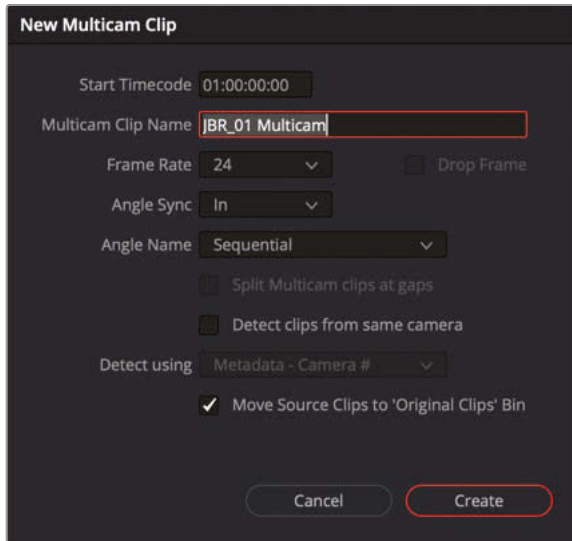 New Multicam Clip
Start Timecode 01:00:00:00
Multicam Clip Name JBR_01 Multicam
Frame Rate 24 Drop Frame
Angle Sync In
Angle Name Sequential
Split Multicam clips at gaps
Detect clips from same camera
Detect using Metadata - Camera #
Move Source Clips to 'Original Clips' Bin
Cancel Create